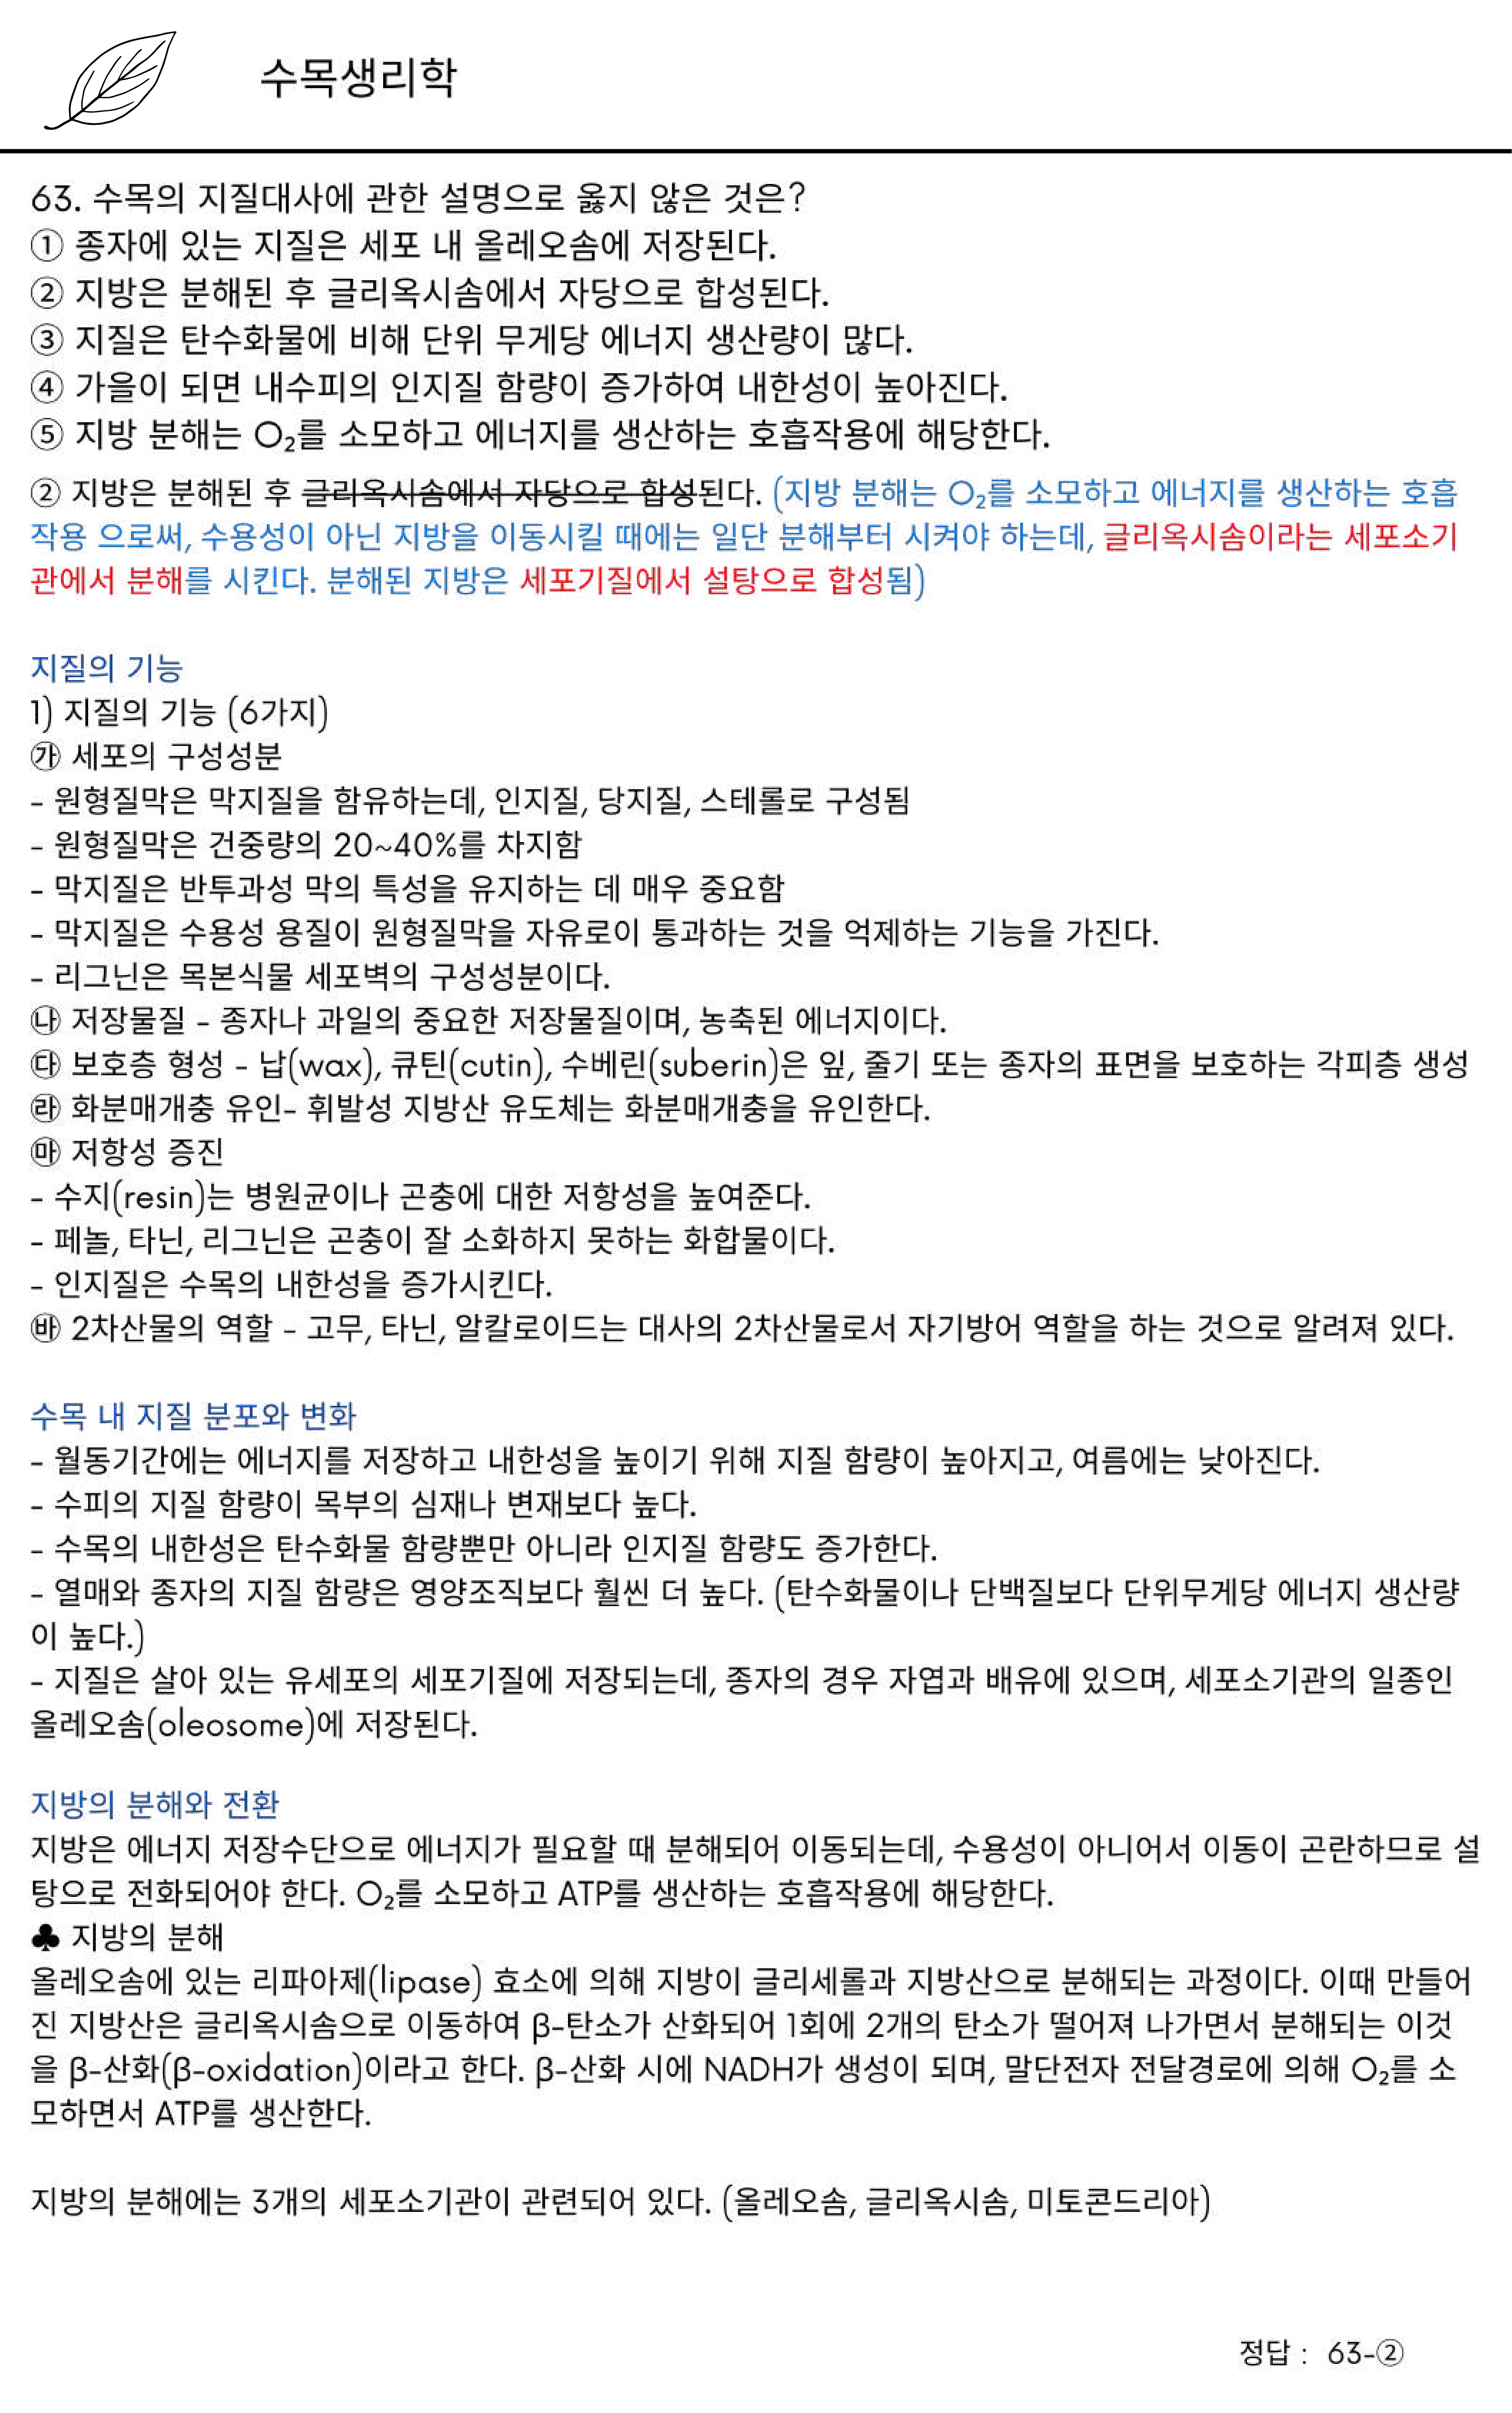 수목생리학
63. 수목의 지질대사에 관한 설명으로 옳지 않은 것은?
① 종자에 있는 지질은 세포 내 올레오솜에 저장된다.
② 지방은 분해된 후 글리옥시솜에서 자당으로 합성된다.
③ 지질은 탄수화물에 비해 단위 무게당 에너지 생산량이 많다.
④ 가을이 되면 내수피의 인지질 함량이 증가하여 내한성이 높아진다.
⑤ 지방 분해는 O₂를 소모하고 에너지를 생산하는 호흡작용에 해당한다.
② 지방은 분해된 후 글리옥시솜에서 자당으로 합성된다. (지방 분해는 O₂를 소모하고 에너지를 생산하는 호흡
작용 으로써, 수용성이 아닌 지방을 이동시킬 때에는 일단 분해부터 시켜야 하는데, 글리옥시솜이라는 세포소기
관에서 분해를 시킨다. 분해된 지방은 세포기질에서 설탕으로 합성됨)
지질의 기능
1) 지질의 기능 (6가지)
㉮ 세포의 구성성분
- 원형질막은 막지질을 함유하는데, 인지질, 당지질, 스테롤로 구성됨
- 원형질막은 건중량의 20~40%를 차지함
- 막지질은 반투과성 막의 특성을 유지하는 데 매우 중요함
- 막지질은 수용성 용질이 원형질막을 자유로이 통과하는 것을 억제하는 기능을 가진다.
- 리그닌은 목본식물 세포벽의 구성성분이다.
㉯ 저장물질 - 종자나 과일의 중요한 저장물질이며, 농축된 에너지이다.
㉰ 보호층 형성 - 납(wax), 큐틴(cutin), 수베린(suberin)은 잎, 줄기 또는 종자의 표면을 보호하는 각피층 생성
㉱ 화분매개충 유인- 휘발성 지방산 유도체는 화분매개충을 유인한다.
㉲ 저항성 증진
- 수지(resin)는 병원균이나 곤충에 대한 저항성을 높여준다.
- 페놀, 타닌, 리그닌은 곤충이 잘 소화하지 못하는 화합물이다.
- 인지질은 수목의 내한성을 증가시킨다.
㉳ 2차산물의 역할 - 고무, 타닌, 알칼로이드는 대사의 2차산물로서 자기방어 역할을 하는 것으로 알려져 있다.
수목 내 지질 분포와 변화
- 월동기간에는 에너지를 저장하고 내한성을 높이기 위해 지질 함량이 높아지고, 여름에는 낮아진다.
- 수피의 지질 함량이 목부의 심재나 변재보다 높다.
- 수목의 내한성은 탄수화물 함량뿐만 아니라 인지질 함량도 증가한다.
- 열매와 종자의 지질 함량은 영양조직보다 훨씬 더 높다. (탄수화물이나 단백질보다 단위무게당 에너지 생산량
이 높다.)
- 지질은 살아 있는 유세포의 세포기질에 저장되는데, 종자의 경우 자엽과 배유에 있으며, 세포소기관의 일종인
올레오솜(oleosome)에 저장된다.
지방의 분해와 전환
지방은 에너지 저장수단으로 에너지가 필요할 때 분해되어 이동되는데, 수용성이 아니어서 이동이 곤란하므로 설
탕으로 전화되어야 한다. O₂를 소모하고 ATP를 생산하는 호흡작용에 해당한다.
♣ 지방의 분해
올레오솜에 있는 리파아제(lipase) 효소에 의해 지방이 글리세롤과 지방산으로 분해되는 과정이다. 이때 만들어
진 지방산은 글리옥시솜으로 이동하여 β-탄소가 산화되어 1회에 2개의 탄소가 떨어져 나가면서 분해되는 이것
을 β-산화(β-oxidation)이라고 한다. β-산화 시에 NADH가 생성이 되며, 말단전자 전달경로에 의해 O₂를 소
모하면서 ATP를 생산한다.
지방의 분해에는 3개의 세포소기관이 관련되어 있다. (올레오솜, 글리옥시솜, 미토콘드리아)
정답 : 63-②